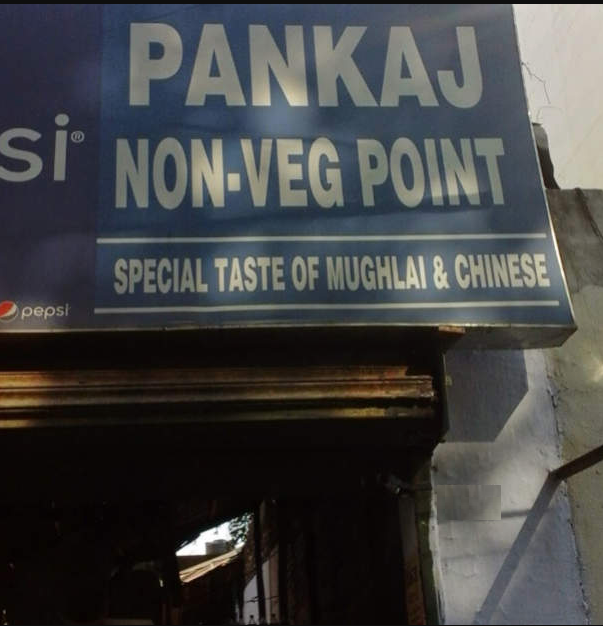 PANKAJ
si®
NON-VEG POINT
SPECIAL TASTE OF MUGHLAI & CHINESE
pepsi